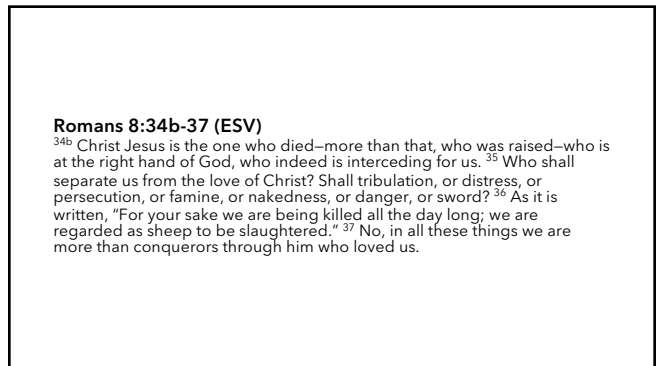 Romans 8:34b-37 (ESV)
34b Christ Jesus is the one who died—more than that, who was raised—who is
at the right hand of God, who indeed is interceding for us. 35 Who shall
separate us from the love of Christ? Shall tribulation, or distress, or
persecution, or famine, or nakedness, or danger, or sword? 36 As it is
written, “For your sake we are being killed all the day long; we are
regarded as sheep to be slaughtered.” 37 No, in all these things we are
more than conquerors through him who loved us.